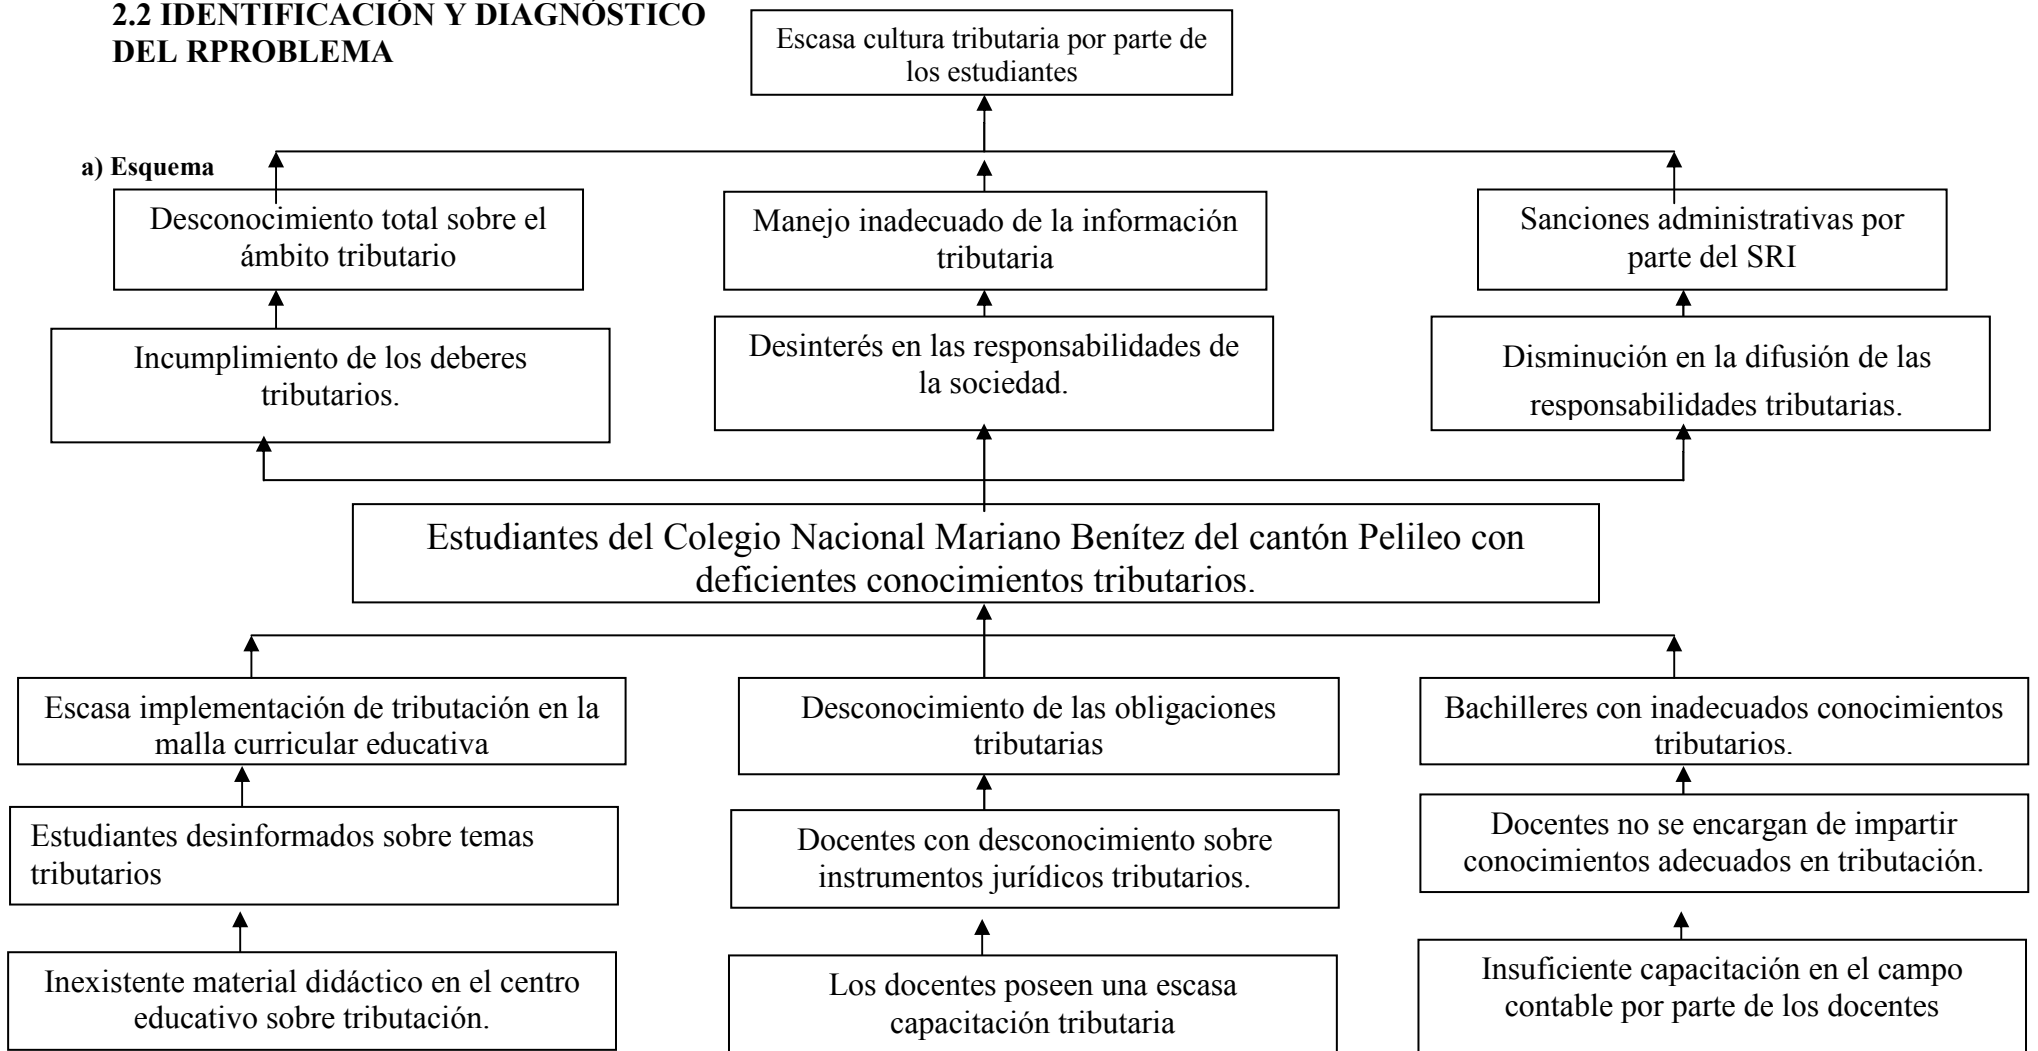 2.2 IDENTIFICACIÓN Y DIAGNÓSTICO
DEL RPROBLEMA
Escasa cultura tributaria por parte de
los estudiantes
a) Esquema
Desconocimiento total sobre el
ámbito tributario
Manejo inadecuado de la información
tributaria
Sanciones administrativas por
parte del SRI
Incumplimiento de los deberes
tributarios.
Desinterés en las responsabilidades de
la sociedad.
Disminución en la difusión de las
responsabilidades tributarias.
Estudiantes del Colegio Nacional Mariano Benítez del cantón Pelileo con
deficientes conocimientos tributarios.
Escasa implementación de tributación en la
malla curricular educativa
Desconocimiento de las obligaciones
tributarias
Bachilleres con inadecuados conocimientos
tributarios.
Estudiantes desinformados sobre temas
tributarios
Docentes con desconocimiento sobre
instrumentos jurídicos tributarios.
Docentes no se encargan de impartir
conocimientos adecuados en tributación.
Inexistente material didáctico en el centro
educativo sobre tributación.
Los docentes poseen una escasa
capacitación tributaria
Insuficiente capacitación en el campo
contable por parte de los docentes